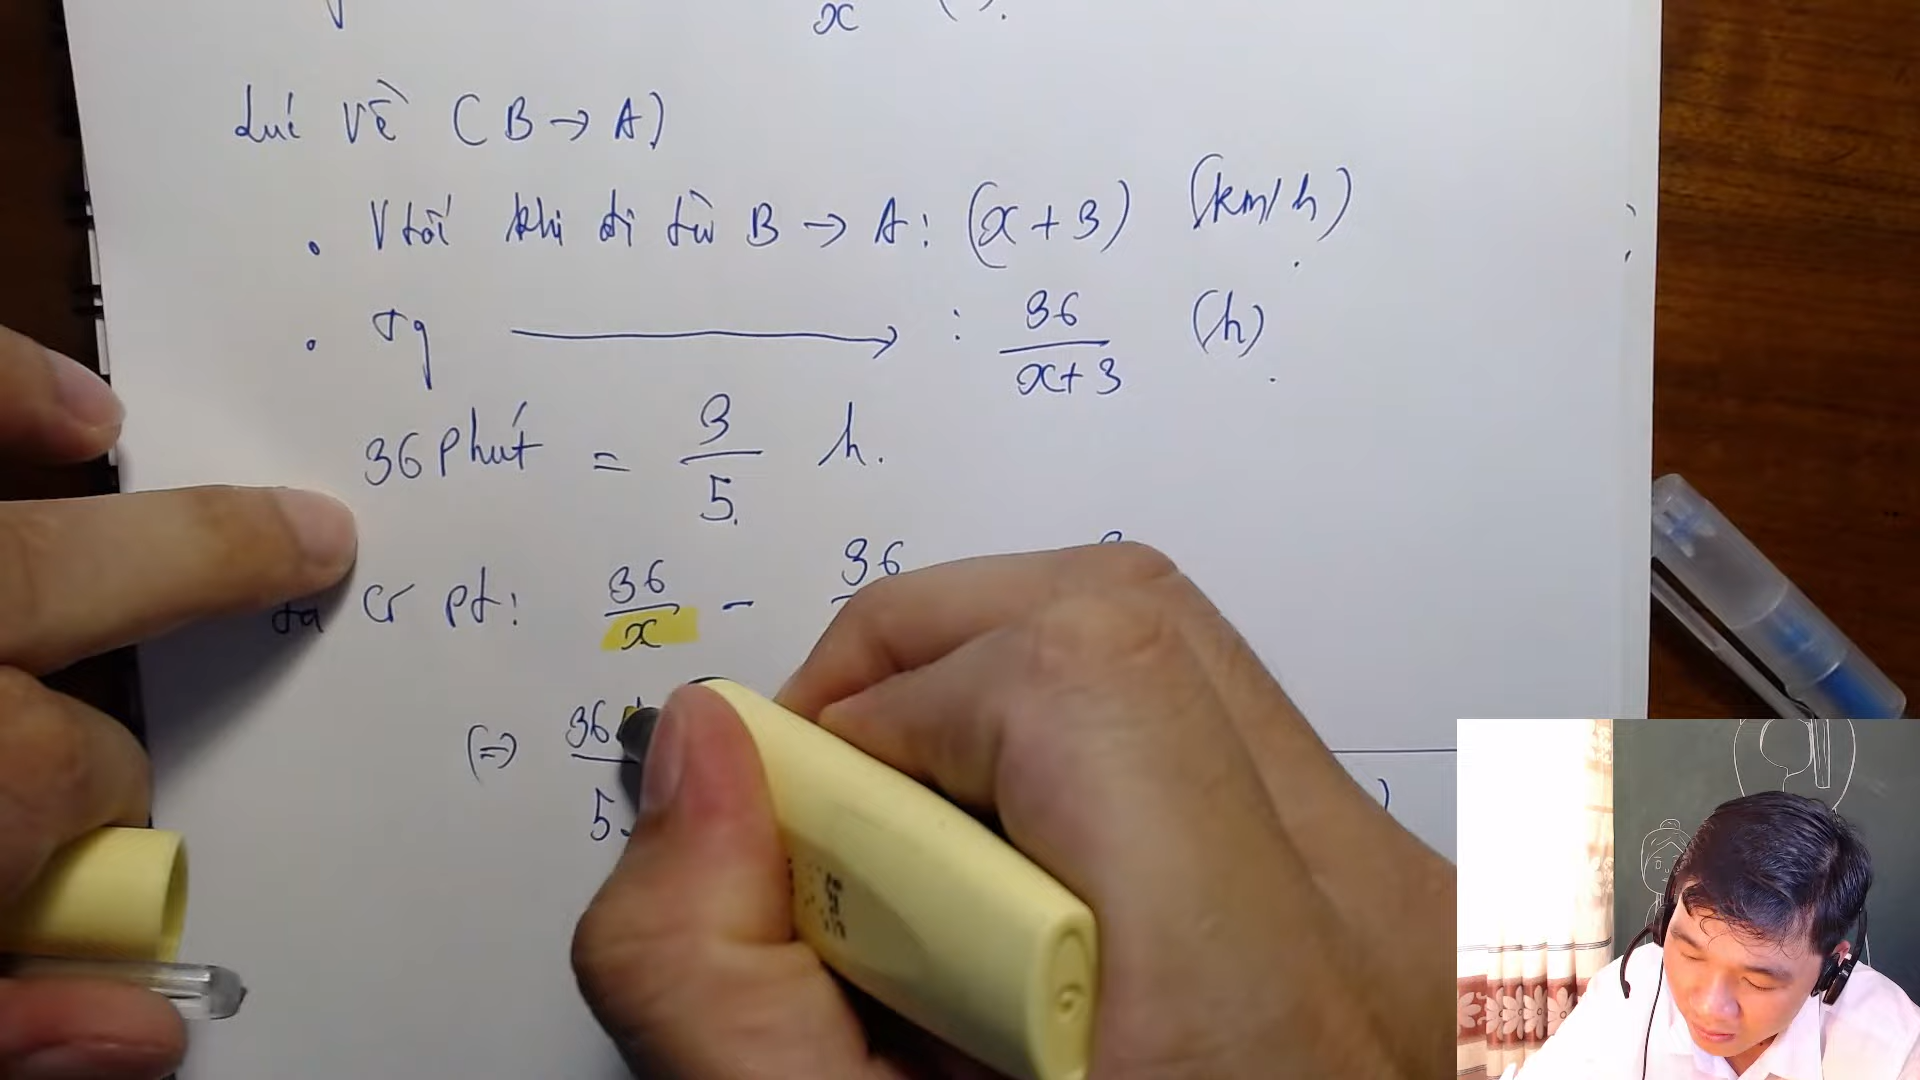 x
Lúc về (B → A)
. Vtốc khi đi từ B → A: (x+3) (km/h).
. Tg → : 36/(x+3) (h).
36 phút = 3/5 h.
ta có pt: 36/x - 36
(=) 36
5.